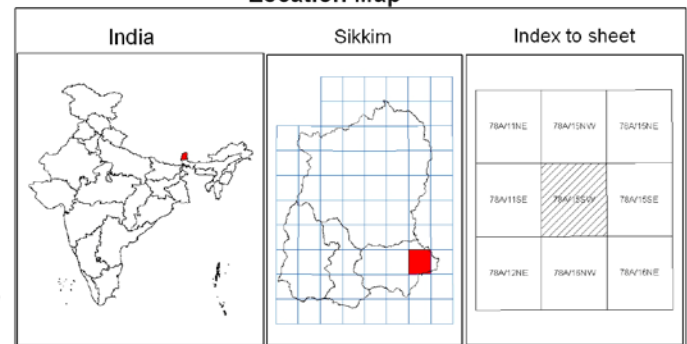 Location Map
India
Sikkim
Index to sheet
78A/11NE
78A/15NW
78A/15NE
78A/11SE
78A/15SW
78A/15SE
78A/12NE
78A/16NW
78A/16NE